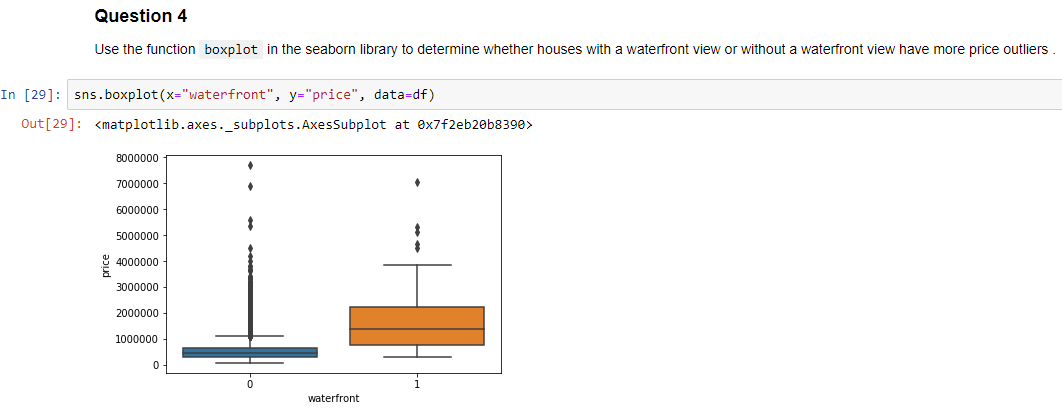 Question 4
Use the function boxplot in the seaborn library to determine whether houses with a waterfront view or without a waterfront view have more price outliers .
In [29]: sns.boxplot(x="waterfront", y="price", data=df)
Out[29]: <matplotlib.axes._subplots.AxesSubplot at 0x7f2eb20b8390>
8000000
7000000
6000000
5000000
4000000
3000000
2000000
1000000
0
price
0 1
waterfront